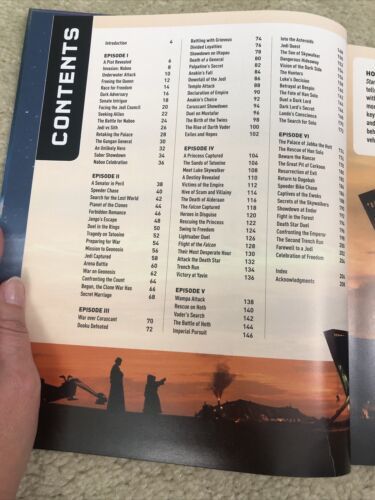 CONTENTS
Introduction 4
EPISODE I
A Plot Revealed 6
Invasion: Naboo 8
Underwater Attack 10
Freeing the Queen 12
Race for Freedom 14
Dark Adversary 16
Senate Intrigue 18
Facing the Jedi Council 20
Seeking Allies 22
The Battle for Naboo 24
Jedi vs Sith 26
Retaking the Palace 28
The Gungan General 30
An Unlikely Hero 32
Saber Showdown 34
Naboo Celebration 36
EPISODE II
A Senator in Peril 38
Speeder Chase 40
Search for the Lost World 42
Planet of the Clones 44
Forbidden Romance 46
Jango's Escape 48
Duel in the Rings 50
Tragedy on Tatooine 52
Preparing for War 54
Mission to Geonosis 56
Jedi Captured 58
Arena Battle 60
War on Geonosis 62
Confronting the Count 64
Begun, the Clone War Has 66
Secret Marriage 68
EPISODE III
War over Coruscant 70
Dooku Defeated 72
Battling with Grievous 74
Divided Loyalties 76
Showdown on Utapau 78
Death of a General 80
Palpatine's Secret 82
Anakin's Fall 84
Downfall of the Jedi 86
Temple Attack 88
Declaration of Empire 90
Anakin's Choice 92
Coruscant Showdown 94
Duel on Mustafar 96
The Birth of the Twins 98
The Rise of Darth Vader 100
Exiles and Hopes 102
EPISODE IV
A Princess Captured 104
The Sands of Tatooine 106
Meet Luke Skywalker 108
A Destiny Revealed 110
Victims of the Empire 112
Hive of Scum and Villainy 114
The Death of Alderaan 116
The Falcon Captured 118
Heroes in Disguise 120
Rescuing the Princess 122
Swing to Freedom 124
Lightsaber Duel 126
Flight of the Falcon 128
Their Most Desperate Hour 130
Attack the Death Star 132
Trench Run 134
Victory at Yavin 136
EPISODE V
Wampa Attack 138
Rescue on Hoth 140
Vader's Search 142
The Battle of Hoth 144
Imperial Pursuit 146
Into the Asteroids
Jedi Quest
The Son of Skywalker
Dangerous Hideaway
Vision of the Dark Side
The Hunters
Luke's Decision
Betrayal at Bespin
The Fate of Han Solo
Duel a Dark Lord
Dark Lord's Secret
Lando's Conscience
The Search for Solo
EPISODE VI
The Palace of Jabba the Hutt
The Rescue of Han Solo
Beware the Rancor
The Great Pit of Carkoon
Resurrection of Evil
Return to Dagobah
Speeder Bike Chase
Captives of the Ewoks
Secrets of the Skywalkers
Showdown at Endor
Fight in the Forest
Death Star Duel
Confronting the Emperor
The Second Trench Run
Farewell to a Jedi
Celebration of Freedom
Index
Acknowledgments 208